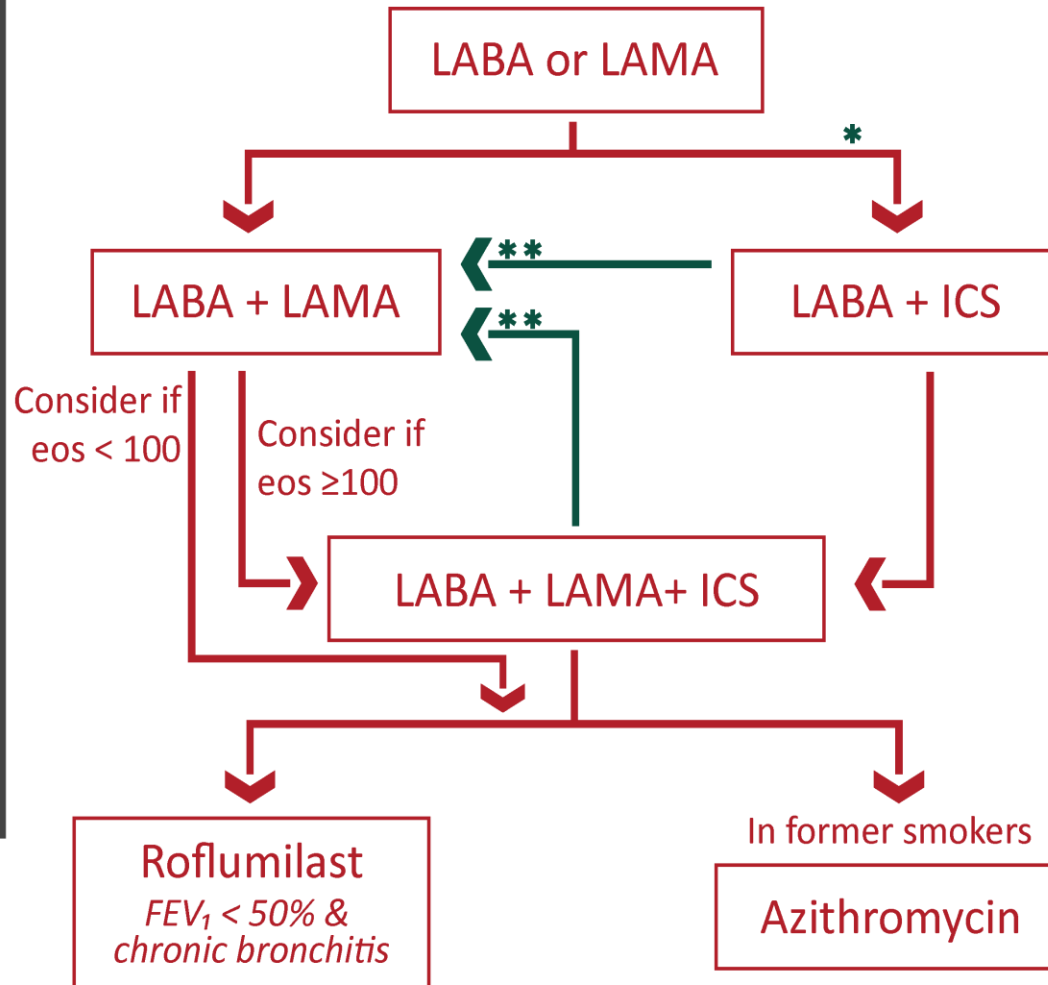 LABA or LAMA
*
**
LABA + LAMA
LABA + ICS
**
Consider if
eos < 100
Consider if
eos ≥100
LABA + LAMA+ ICS
Roflumilast
FEV₁ < 50% &
chronic bronchitis
In former smokers
Azithromycin